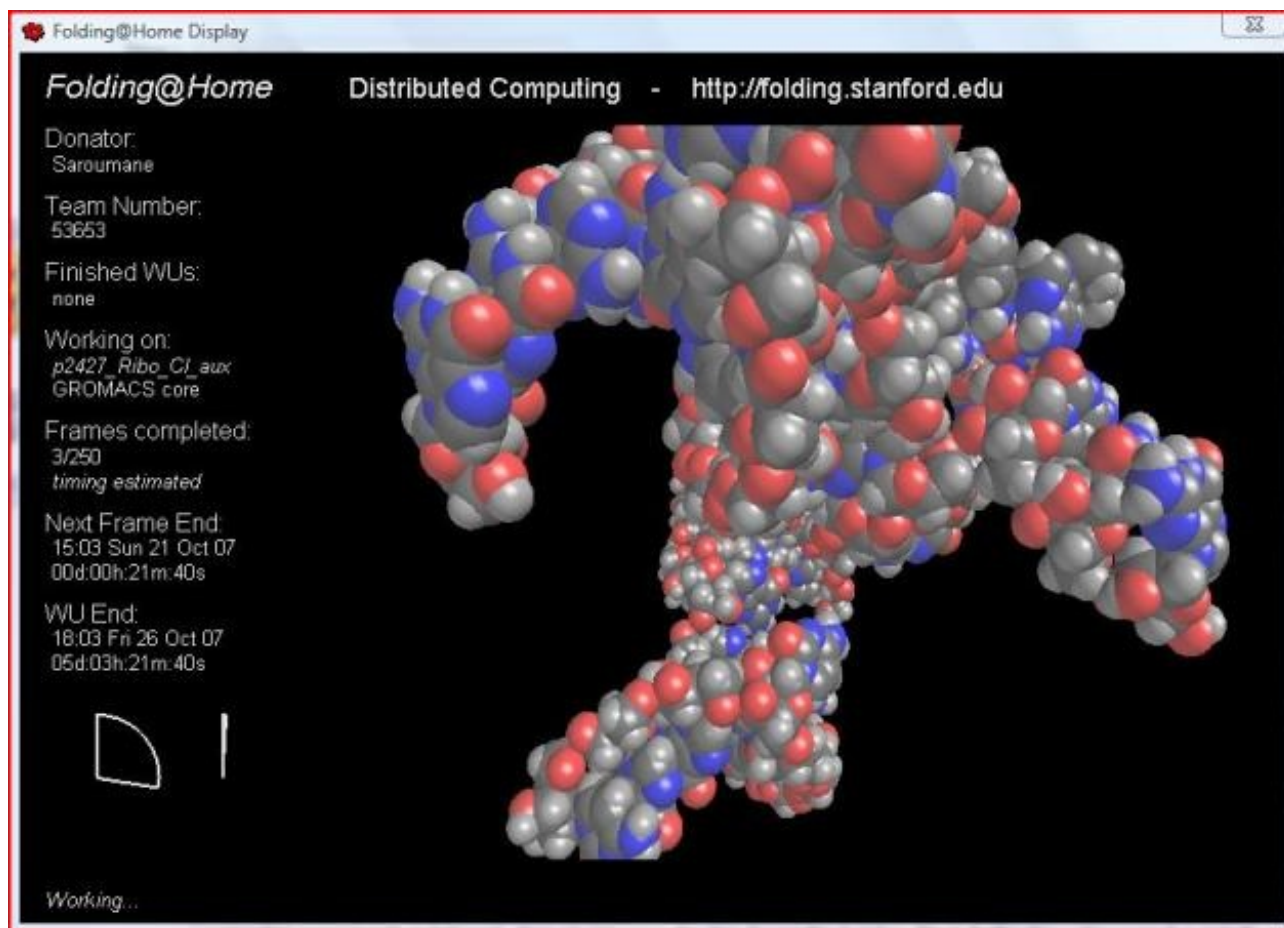 Folding@Home Display
Folding@Home Distributed Computing - http://folding.stanford.edu
Donator:
Saroumane
Team Number:
53653
Finished WUs:
none
Working on:
p2427_Ribo_Cl_aux
GROMACS core
Frames completed:
3/250
timing estimated
Next Frame End:
15:03 Sun 21 Oct 07
00d:00h:21m:40s
WU End:
18:03 Fri 26 Oct 07
05d:03h:21m:40s
Working...